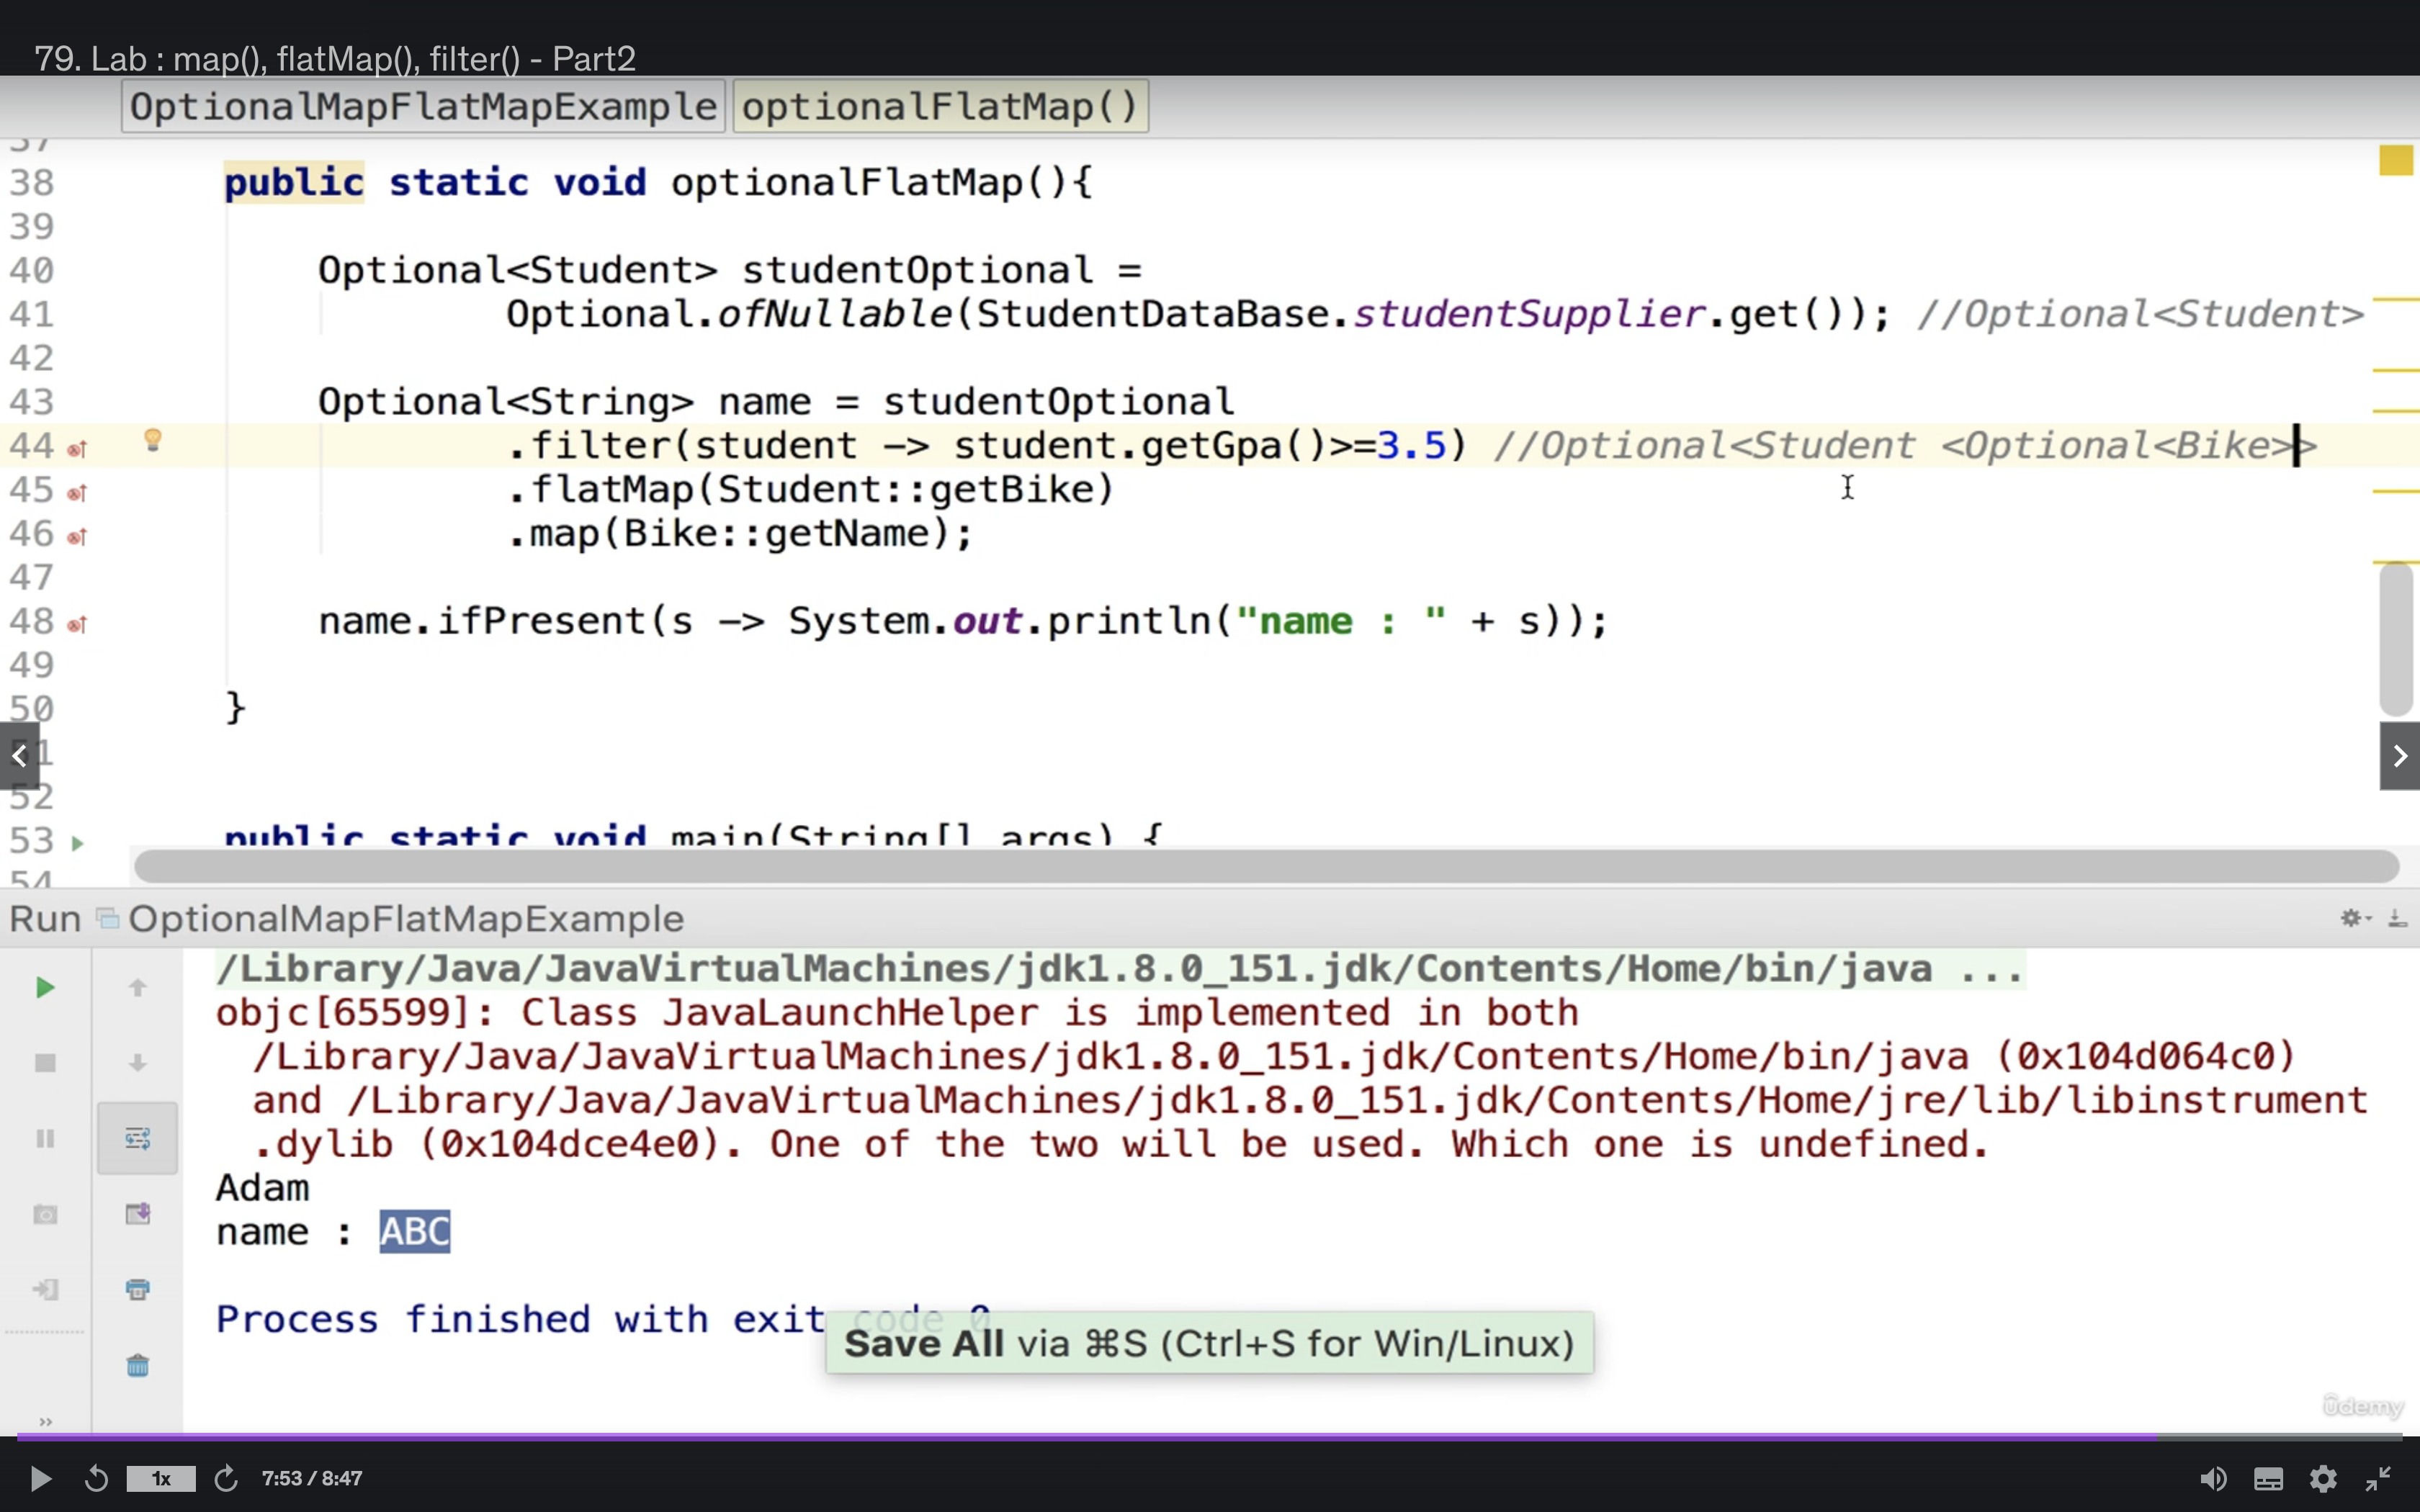 79. Lab : map(), flatMap(), filter() - Part2
OptionalMapFlatMapExample optionalFlatMap()
37
38 public static void optionalFlatMap(){
39
40 Optional<Student> studentOptional =
41 Optional.ofNullable(StudentDataBase.studentSupplier.get()); //Optional<Student>
42
43 Optional<String> name = studentOptional
44 .filter(student -> student.getGpa()>=3.5) //Optional<Student <Optional<Bike>>
45 .flatMap(Student::getBike)
46 .map(Bike::getName);
47
48 name.ifPresent(s -> System.out.println("name : " + s));
49
50 }
51
52
53 public static void main(String[] args) {
54
Run OptionalMapFlatMapExample
/Library/Java/JavaVirtualMachines/jdk1.8.0_151.jdk/Contents/Home/bin/java ...
objc[65599]: Class JavaLaunchHelper is implemented in both
/Library/Java/JavaVirtualMachines/jdk1.8.0_151.jdk/Contents/Home/bin/java (0x104d064c0)
and /Library/Java/JavaVirtualMachines/jdk1.8.0_151.jdk/Contents/Home/jre/lib/libinstrument
.dylib (0x104dce4e0). One of the two will be used. Which one is undefined.
Adam
name : ABC
Process finished with exit code 0
Save All via ⌘S (Ctrl+S for Win/Linux)
ûdemy
1x 7:53 / 8:47